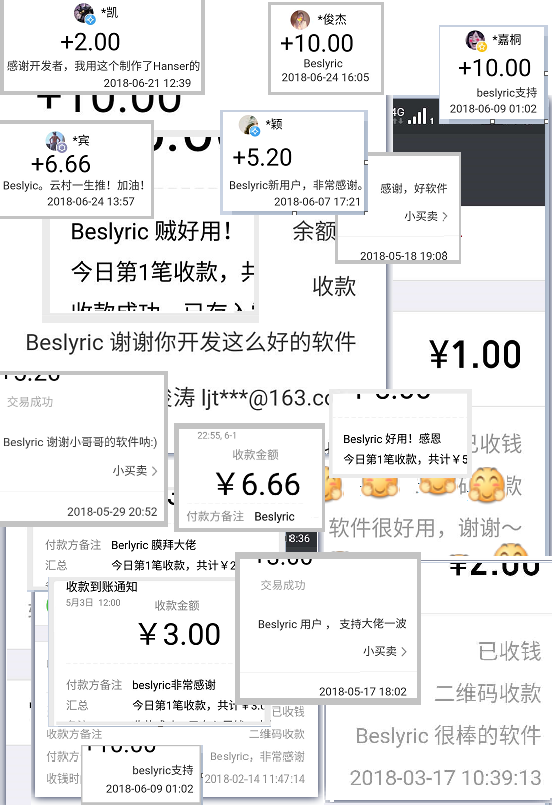 *凯
+2.00
感谢开发者，我用这个制作了Hanser的
2018-06-21 12:39
*俊杰
+10.00
Beslyric
2018-06-24 16:05
*嘉桐
+10.00
beslyric支持
2018-06-09 01:02
+10.00
4G
*宾
+6.66
Beslyic。云村一生推！加油！
2018-06-24 13:57
*颖
+5.20
Beslyric新用户，非常感谢。
2018-06-07 17:21
感谢，好软件
小买卖
2018-05-18 19:08
Beslyric 贼好用！
今日第1笔收款，共
收款成功，已存入
余额
收款
Beslyric 谢谢你开发这么好的软件
¥1.00
涛 ljt***@163.co
+5.20
交易成功
Beslyric 谢谢小哥哥的软件呐:)
小买卖
2018-05-29 20:52
22:55, 6-1
收款金额
￥6.66
付款方备注 Beslyric
Beslyric 好用！感恩
今日第1笔收款，共计￥5
已收钱
款
软件很好用，谢谢～
付款方备注 Berlyric 膜拜大佬
汇总 今日第1笔收款，共计￥2
8:36
收款到账通知
5月3日 12:00
收款金额
￥3.00
付款方备注 beslyric非常感谢
汇总 今日第1笔收款，共计￥3.0
交易成功
Beslyric 用户 ，支持大佬一波
小买卖
2018-05-17 18:02
¥2.00
已收钱
二维码收款
Beslyric 很棒的软件
2018-03-17 10:39:13
已收钱
收款方备注 二维码收款
付款方 Beslyric，非常感谢
收钱时 2018-02-14 11:47:14
+10.00
beslyric支持
2018-06-09 01:02